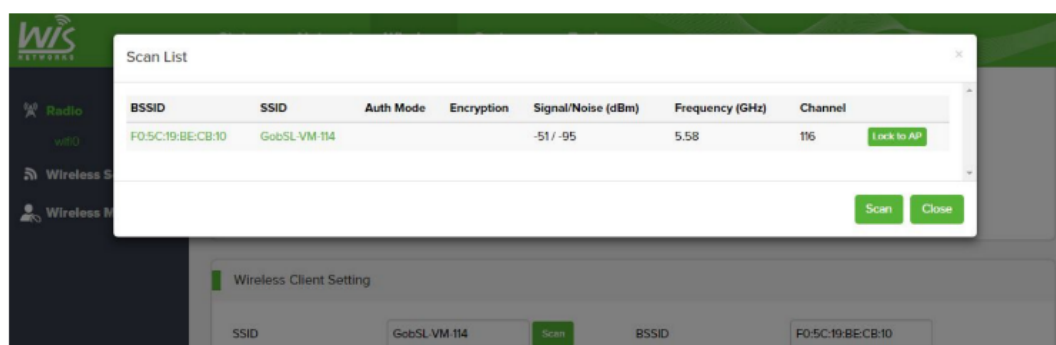 WiS
NETWORKS
Scan List ×
Radio
wifi0
BSSID SSID Auth Mode Encryption Signal/Noise (dBm) Frequency (GHz) Channel
F0:5C:19:BE:CB:10 GobSL-VM-114 -51 / -95 5.58 116 Lock to AP
Wireless S
Wireless M
Scan Close
Wireless Client Setting
SSID GobSL-VM-114 Scan BSSID F0:5C:19:BE:CB:10